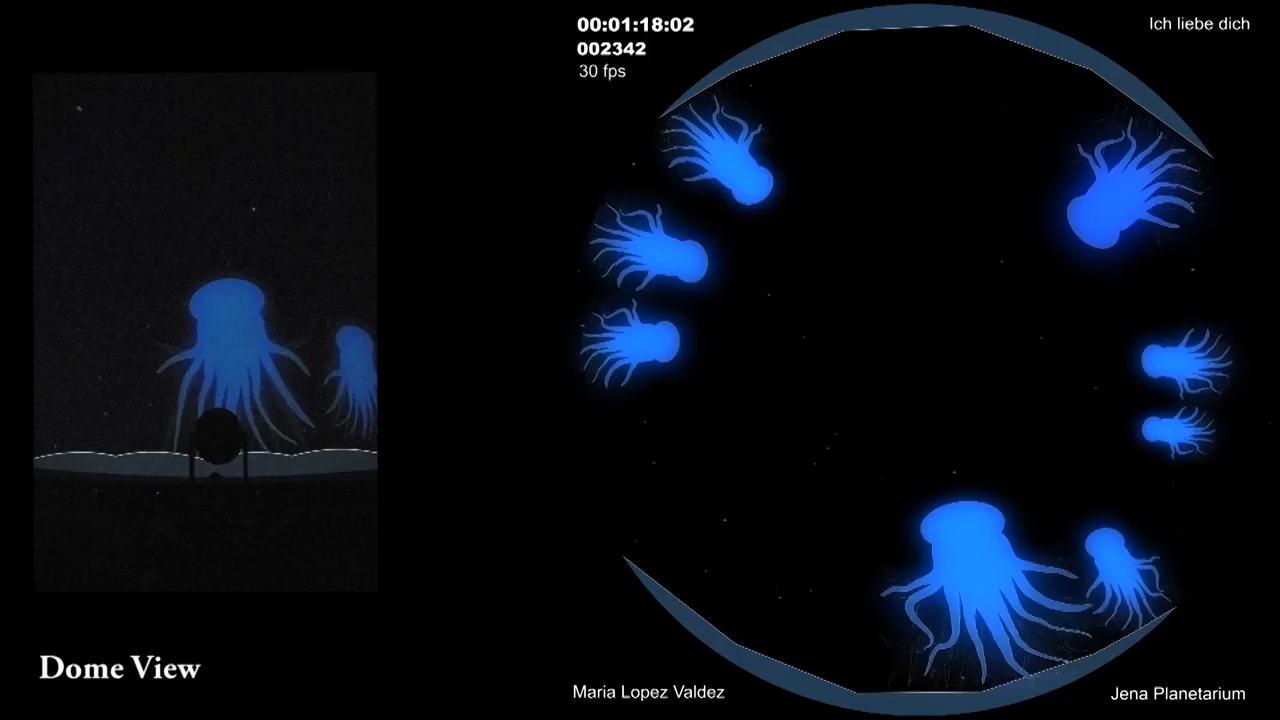 00:01:18:02
002342
30 fps
Ich liebe dich
Dome View
Maria Lopez Valdez
Jena Planetarium